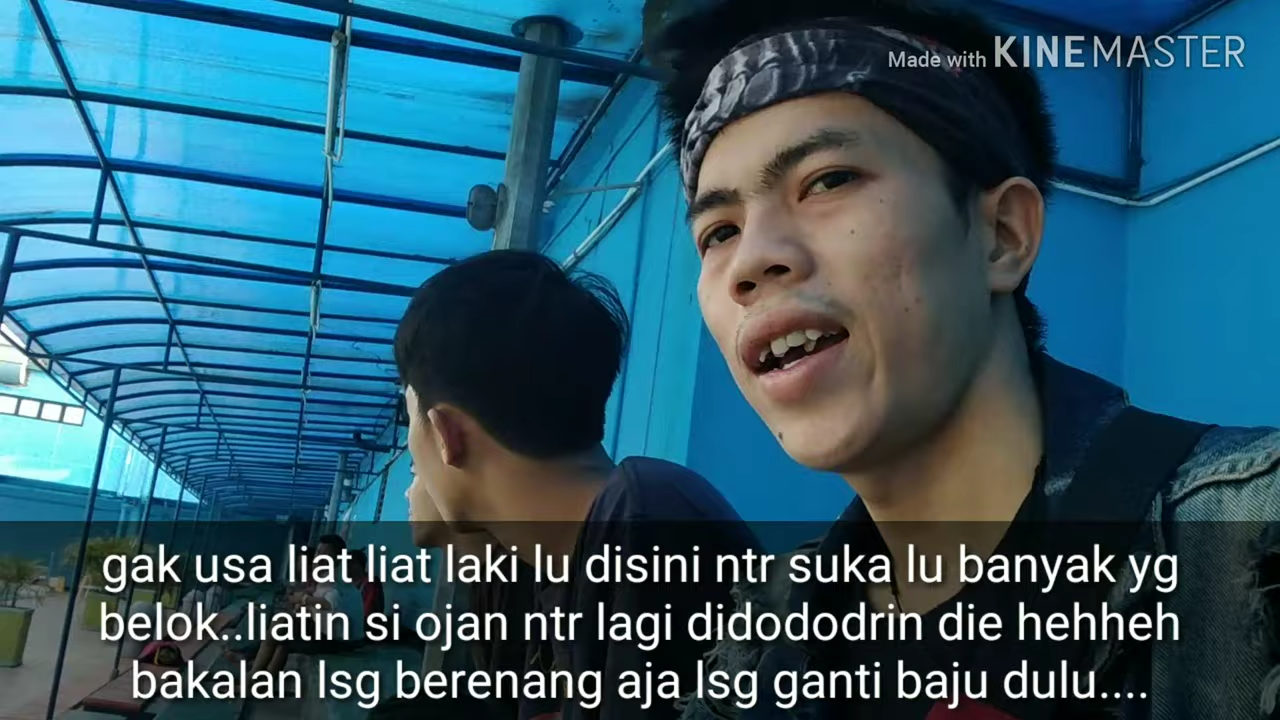 Made with KINEMASTER
gak usa liat liat laki lu disini ntr suka lu banyak yg
belok..liatin si ojan ntr lagi didododrin die hehheh
bakalan lsg berenang aja lsg ganti baju dulu....